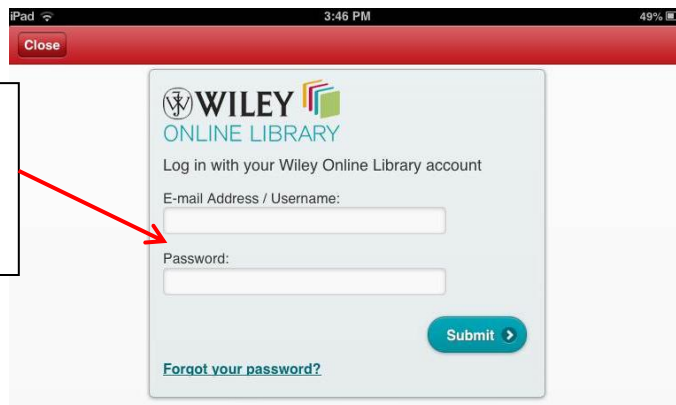 iPad 3:46 PM 49%
Close
WILEY
ONLINE LIBRARY
Log in with your Wiley Online Library account
E-mail Address / Username:
Password:
Submit
Forgot your password?